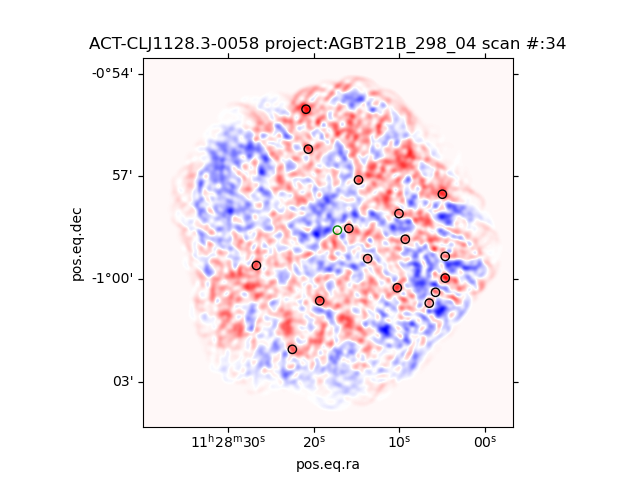 ACT-CLJ1128.3-0058 project:AGBT21B_298_04 scan #:34
-0°54'
57'
-1°00'
03'
pos.eq.dec
11ʰ28ᵐ30ˢ 20ˢ 10ˢ 00ˢ
pos.eq.ra